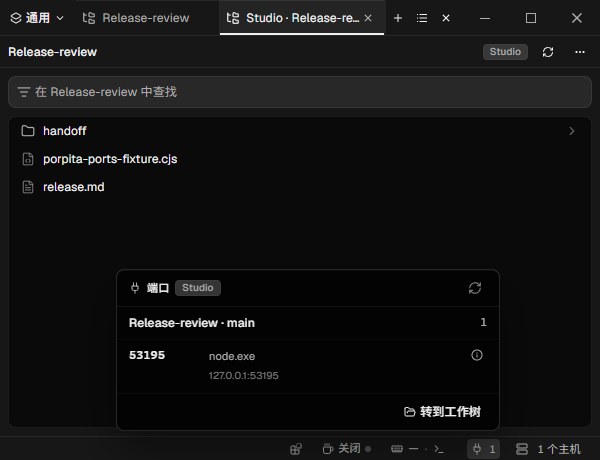 通用 Release-review Studio · Release-re…
Release-review Studio
在 Release-review 中查找
handoff
porpita-ports-fixture.cjs
release.md
端口 Studio
Release-review · main 1
53195 node.exe
127.0.0.1:53195
转到工作树
关闭 1 1 个主机